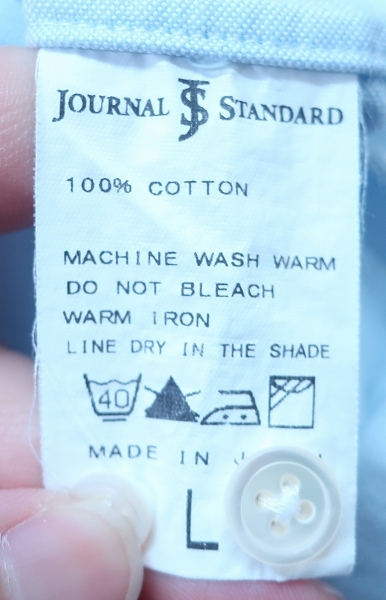 JOURNAL JS STANDARD
100% COTTON
MACHINE WASH WARM
DO NOT BLEACH
WARM IRON
LINE DRY IN THE SHADE
40
MADE IN
L